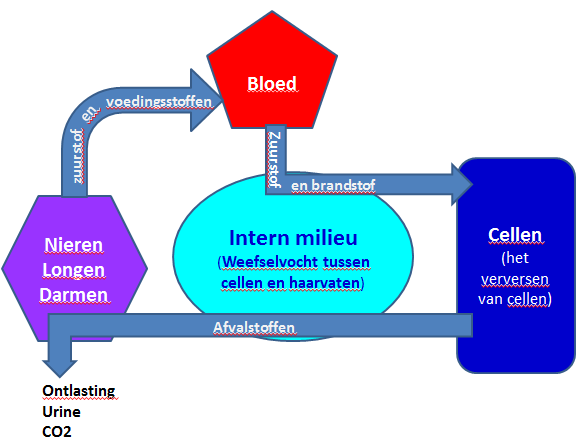 Bloed
zuurstof en voedingsstoffen
Zuurstof en brandstof
Nieren
Longen
Darmen
Intern milieu
(Weefselvocht tussen
cellen en haarvaten)
Cellen
(het
verversen
van cellen)
Afvalstoffen
Ontlasting
Urine
CO2